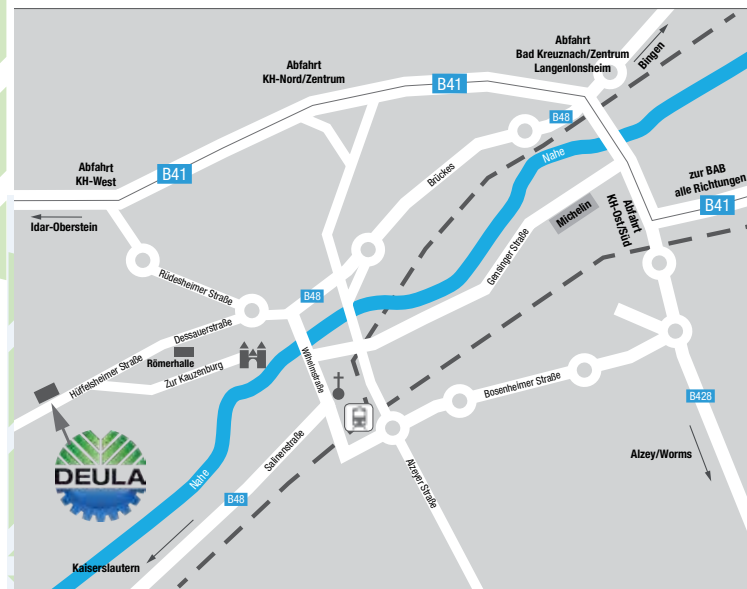 Abfahrt
Bad Kreuznach/Zentrum
Langenlonsheim
Bingen
Abfahrt
KH-Nord/Zentrum
B41
B48
Nahe
Brückes
Abfahrt
KH-West
B41
zur BAB
alle Richtungen
B41
Abfahrt
KH-Ost/Süd
Michelin
Gensinger Straße
Idar-Oberstein
Rüdesheimer Straße
B48
Dessauerstraße
Römerhalle
Hüffelsheimer Straße
Zur Kauzenburg
Wilhelmstraße
Bosenheimer Straße
B428
Alzey/Worms
DEULA
Nahe
Salinenstraße
B48
Alzeyer Straße
Kaiserslautern